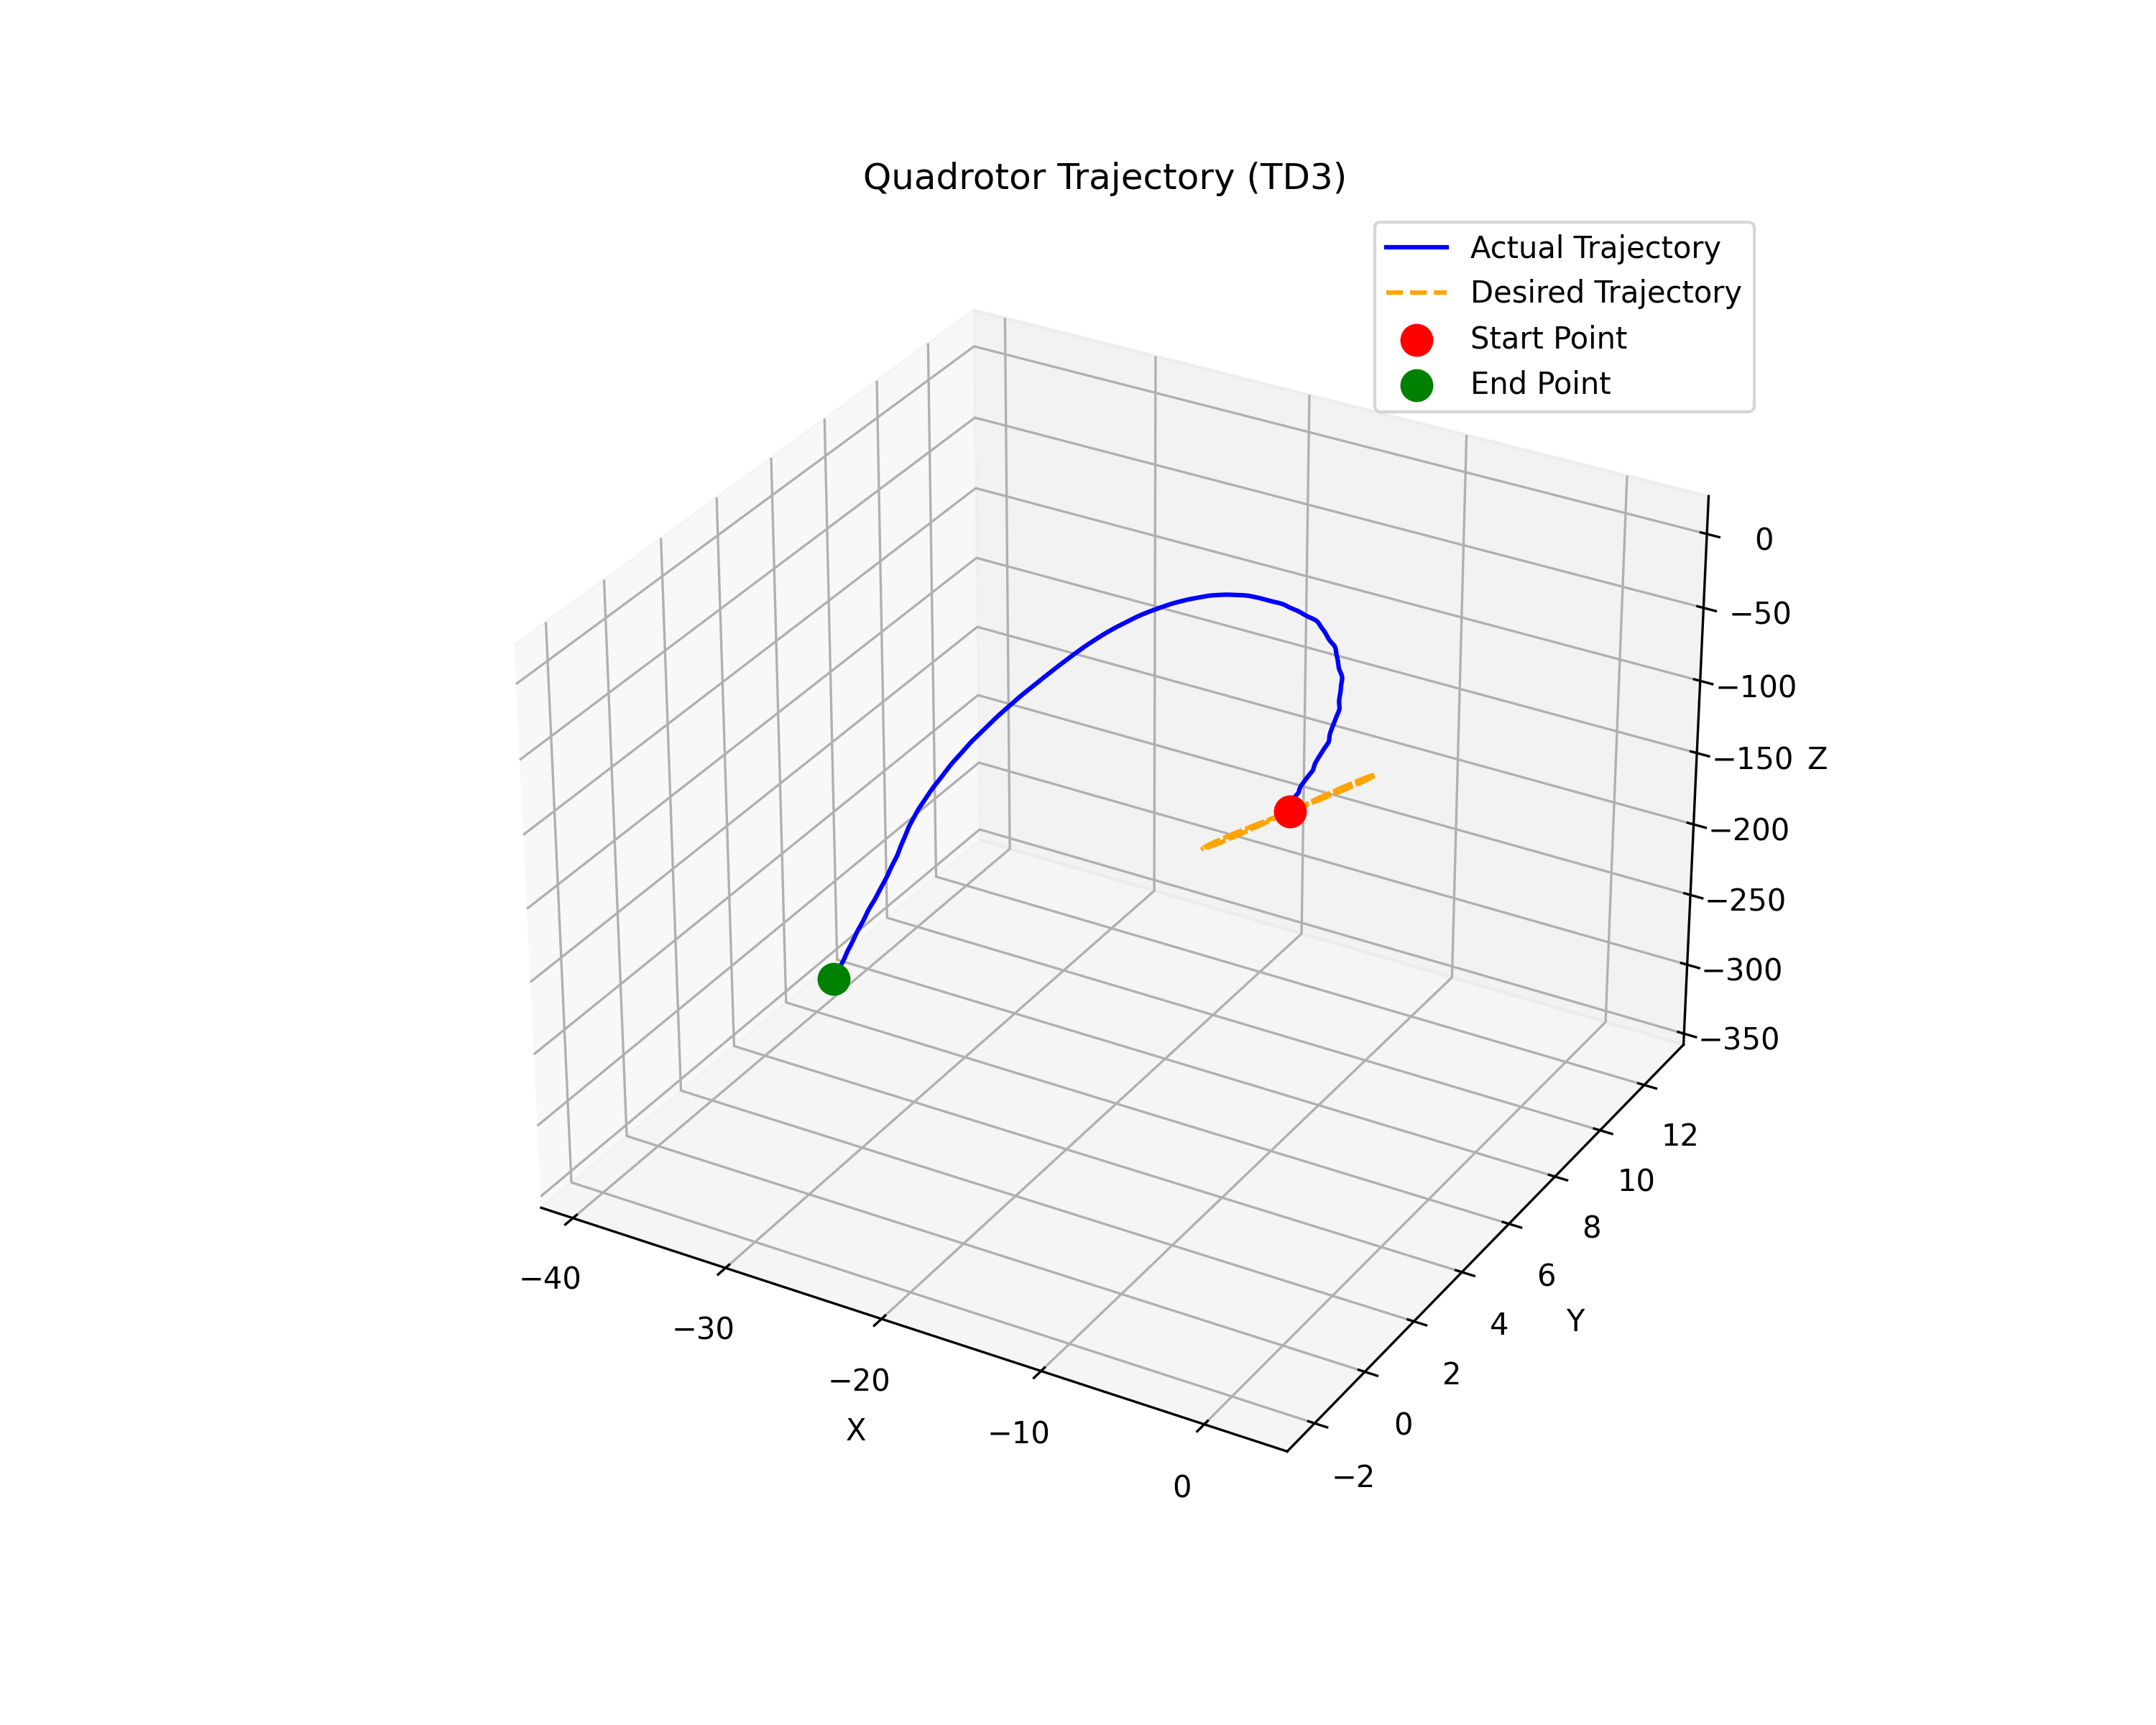 Quadrotor Trajectory (TD3)
Actual Trajectory
Desired Trajectory
Start Point
End Point
0
−50
−100
−150 Z
−200
−250
−300
−350
12
10
8
6
4 Y
2
0
−2
−40
−30
−20
−10
0
X